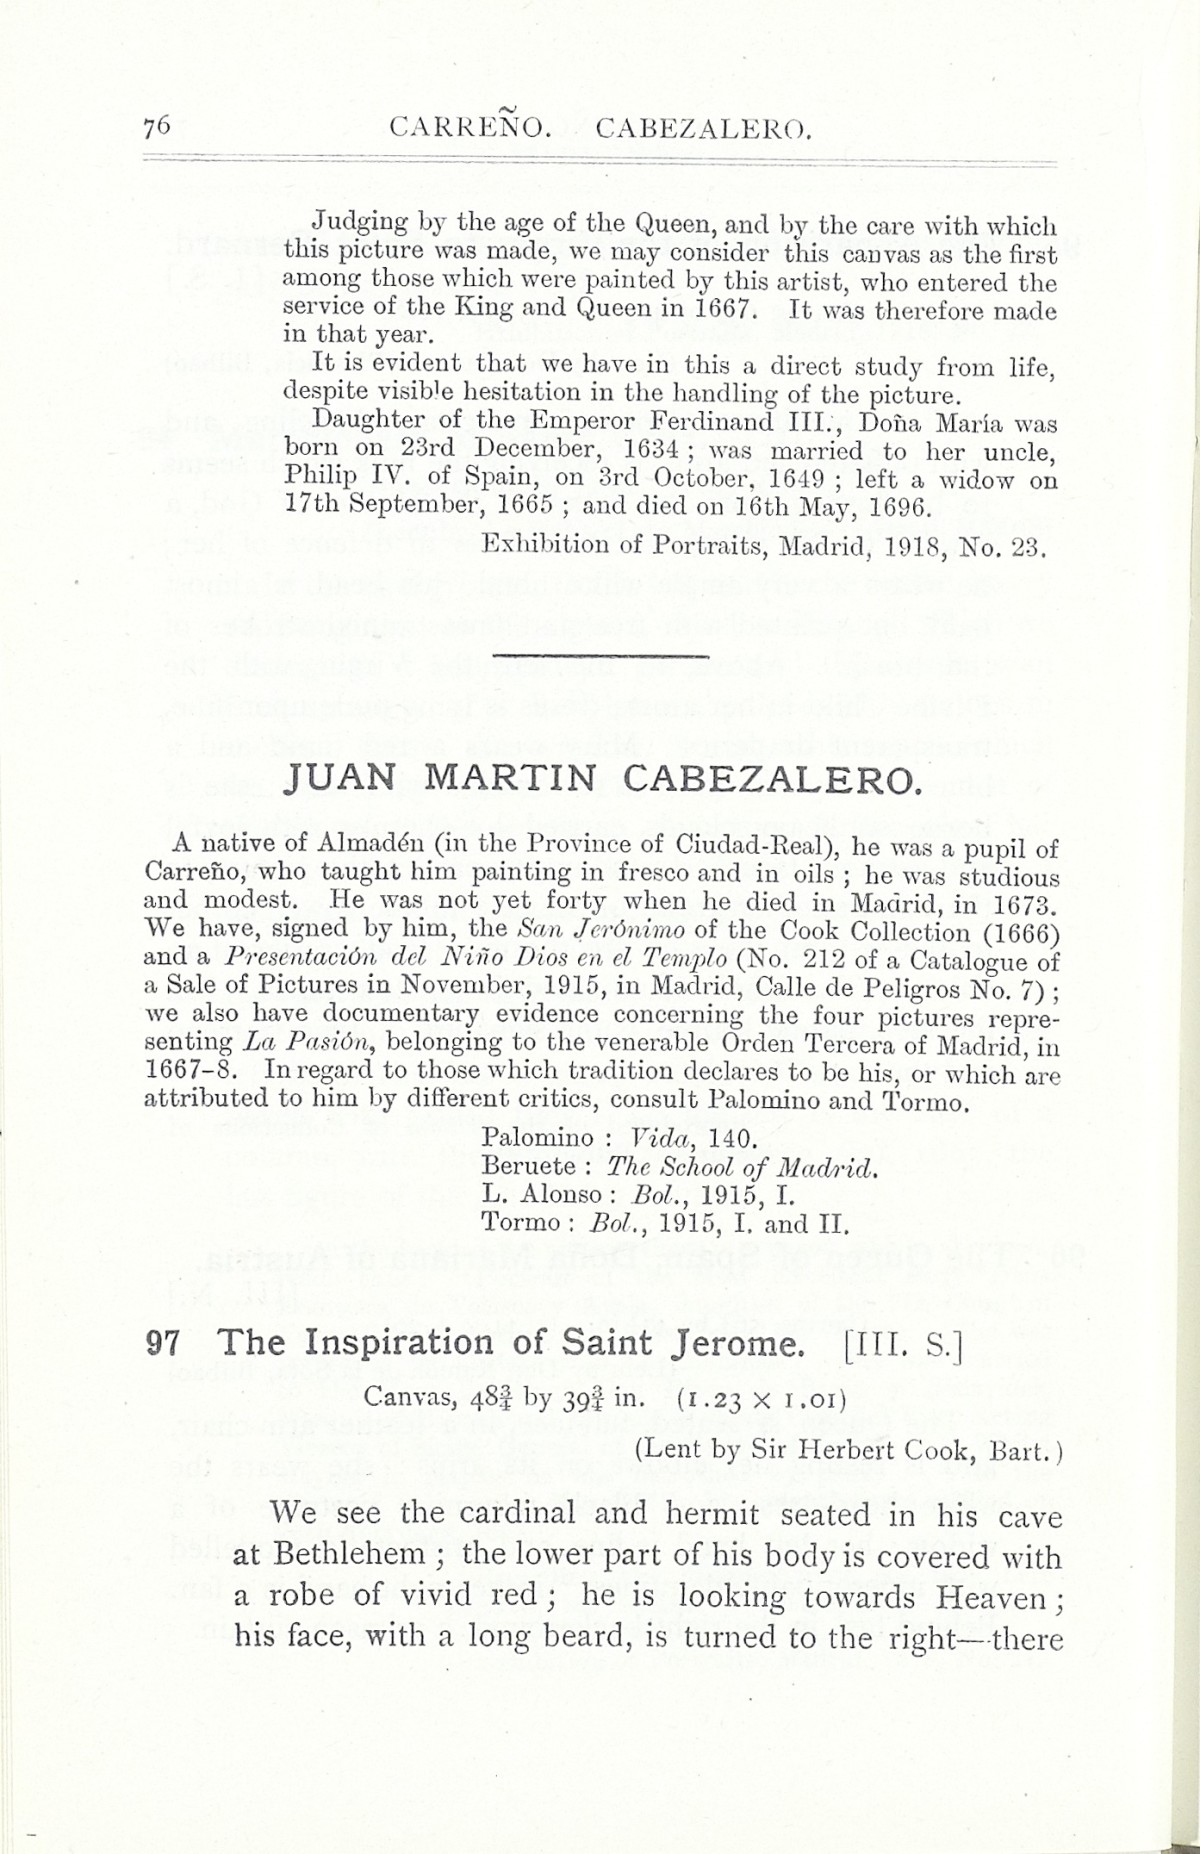 76 CARREÑO. CABEZALERO.
Judging by the age of the Queen, and by the care with which
this picture was made, we may consider this canvas as the first
among those which were painted by this artist, who entered the
service of the King and Queen in 1667. It was therefore made
in that year.
It is evident that we have in this a direct study from life,
despite visible hesitation in the handling of the picture.
Daughter of the Emperor Ferdinand III., Doña María was
born on 23rd December, 1634 ; was married to her uncle,
Philip IV. of Spain, on 3rd October, 1649 ; left a widow on
17th September, 1665 ; and died on 16th May, 1696.
Exhibition of Portraits, Madrid, 1918, No. 23.
JUAN MARTIN CABEZALERO.
A native of Almadén (in the Province of Ciudad-Real), he was a pupil of
Carreño, who taught him painting in fresco and in oils ; he was studious
and modest. He was not yet forty when he died in Madrid, in 1673.
We have, signed by him, the San Jerónimo of the Cook Collection (1666)
and a Presentación del Niño Dios en el Templo (No. 212 of a Catalogue of
a Sale of Pictures in November, 1915, in Madrid, Calle de Peligros No. 7) ;
we also have documentary evidence concerning the four pictures repre-
senting La Pasión, belonging to the venerable Orden Tercera of Madrid, in
1667-8. In regard to those which tradition declares to be his, or which are
attributed to him by different critics, consult Palomino and Tormo.
Palomino : Vida, 140.
Beruete : The School of Madrid.
L. Alonso : Bol., 1915, I.
Tormo : Bol., 1915, I. and II.
97 The Inspiration of Saint Jerome. [III. S.]
Canvas, 48¾ by 39¾ in. (1.23 X 1.01)
(Lent by Sir Herbert Cook, Bart.)
We see the cardinal and hermit seated in his cave
at Bethlehem ; the lower part of his body is covered with
a robe of vivid red ; he is looking towards Heaven ;
his face, with a long beard, is turned to the right—there